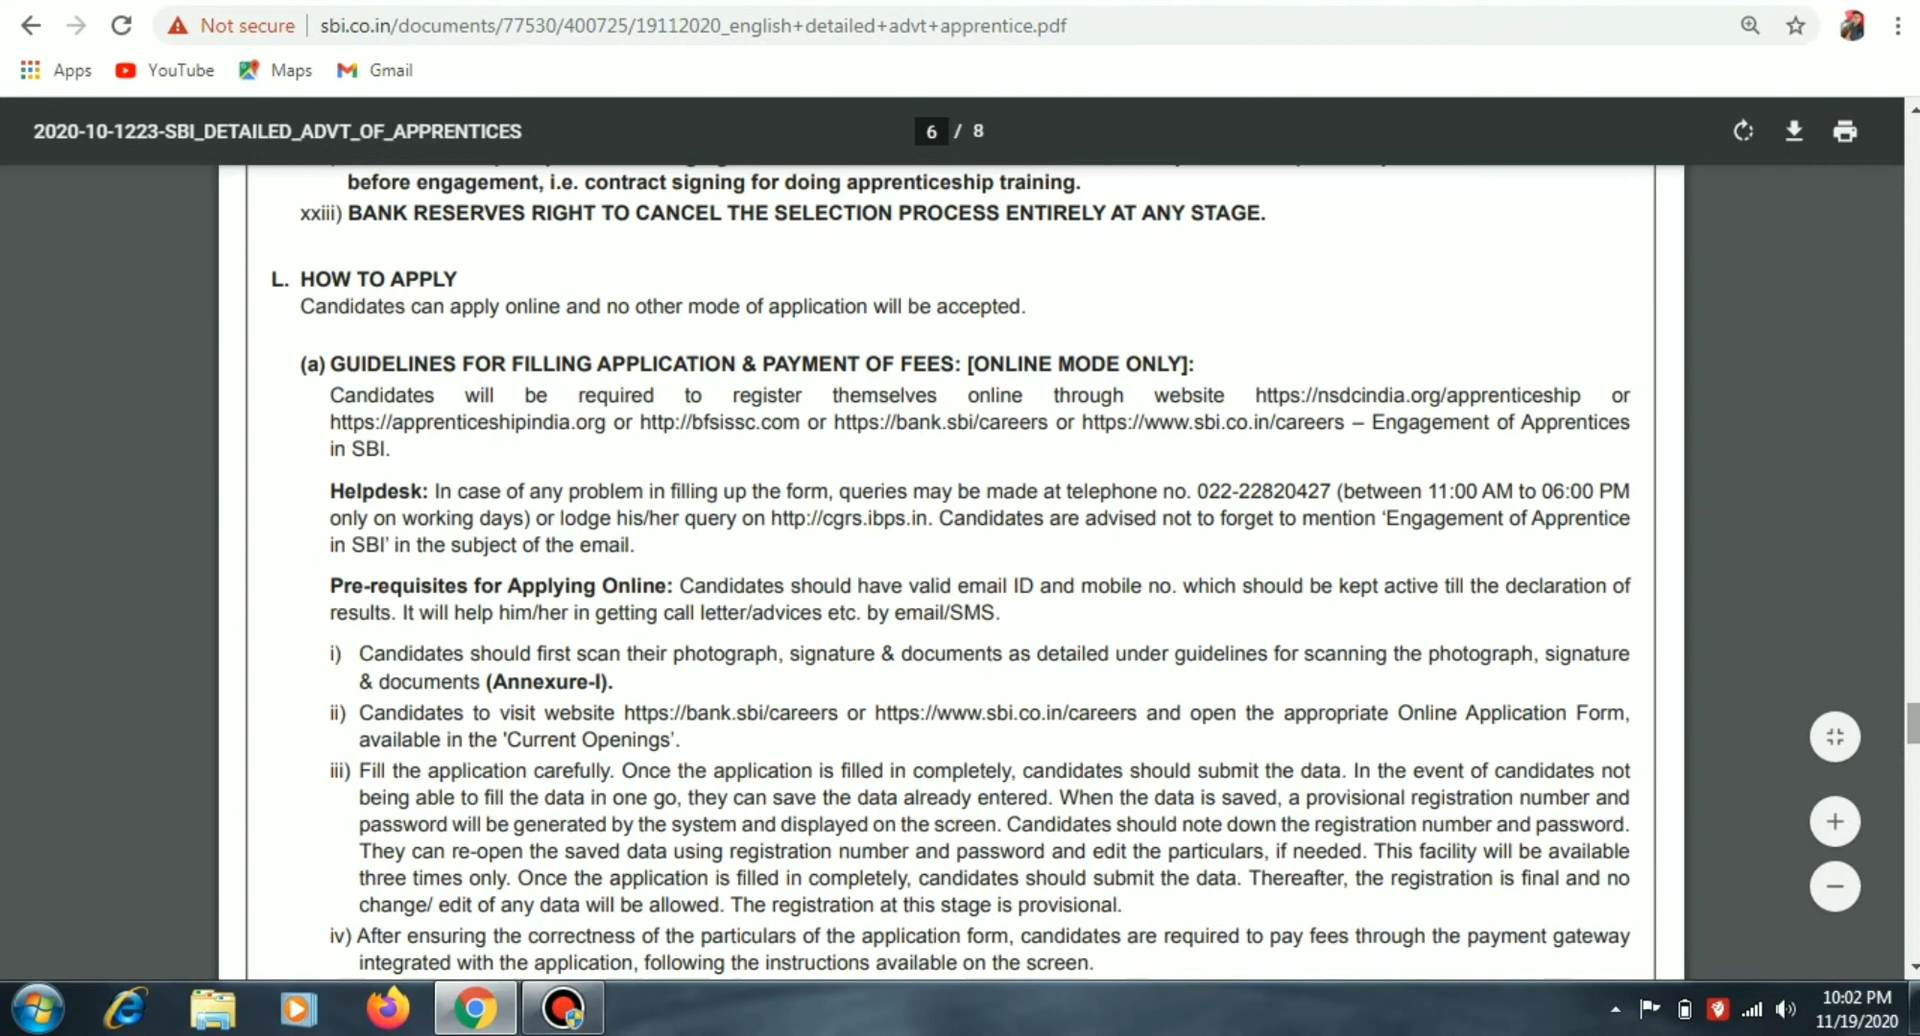 Not secure sbi.co.in/documents/77530/400725/19112020_english+detailed+advt+apprentice.pdf
Apps YouTube Maps Gmail
2020-10-1223-SBI_DETAILED_ADVT_OF_APPRENTICES 6 / 8
before engagement, i.e. contract signing for doing apprenticeship training.
xxiii) BANK RESERVES RIGHT TO CANCEL THE SELECTION PROCESS ENTIRELY AT ANY STAGE.
L. HOW TO APPLY
Candidates can apply online and no other mode of application will be accepted.
(a) GUIDELINES FOR FILLING APPLICATION & PAYMENT OF FEES: [ONLINE MODE ONLY]:
Candidates will be required to register themselves online through website https://nsdcindia.org/apprenticeship or
https://apprenticeshipindia.org or http://bfsissc.com or https://bank.sbi/careers or https://www.sbi.co.in/careers – Engagement of Apprentices
in SBI.
Helpdesk: In case of any problem in filling up the form, queries may be made at telephone no. 022-22820427 (between 11:00 AM to 06:00 PM
only on working days) or lodge his/her query on http://cgrs.ibps.in. Candidates are advised not to forget to mention ‘Engagement of Apprentice
in SBI’ in the subject of the email.
Pre-requisites for Applying Online: Candidates should have valid email ID and mobile no. which should be kept active till the declaration of
results. It will help him/her in getting call letter/advices etc. by email/SMS.
i) Candidates should first scan their photograph, signature & documents as detailed under guidelines for scanning the photograph, signature
& documents (Annexure-I).
ii) Candidates to visit website https://bank.sbi/careers or https://www.sbi.co.in/careers and open the appropriate Online Application Form,
available in the 'Current Openings’.
iii) Fill the application carefully. Once the application is filled in completely, candidates should submit the data. In the event of candidates not
being able to fill the data in one go, they can save the data already entered. When the data is saved, a provisional registration number and
password will be generated by the system and displayed on the screen. Candidates should note down the registration number and password.
They can re-open the saved data using registration number and password and edit the particulars, if needed. This facility will be available
three times only. Once the application is filled in completely, candidates should submit the data. Thereafter, the registration is final and no
change/ edit of any data will be allowed. The registration at this stage is provisional.
iv) After ensuring the correctness of the particulars of the application form, candidates are required to pay fees through the payment gateway
integrated with the application, following the instructions available on the screen.
10:02 PM
11/19/2020